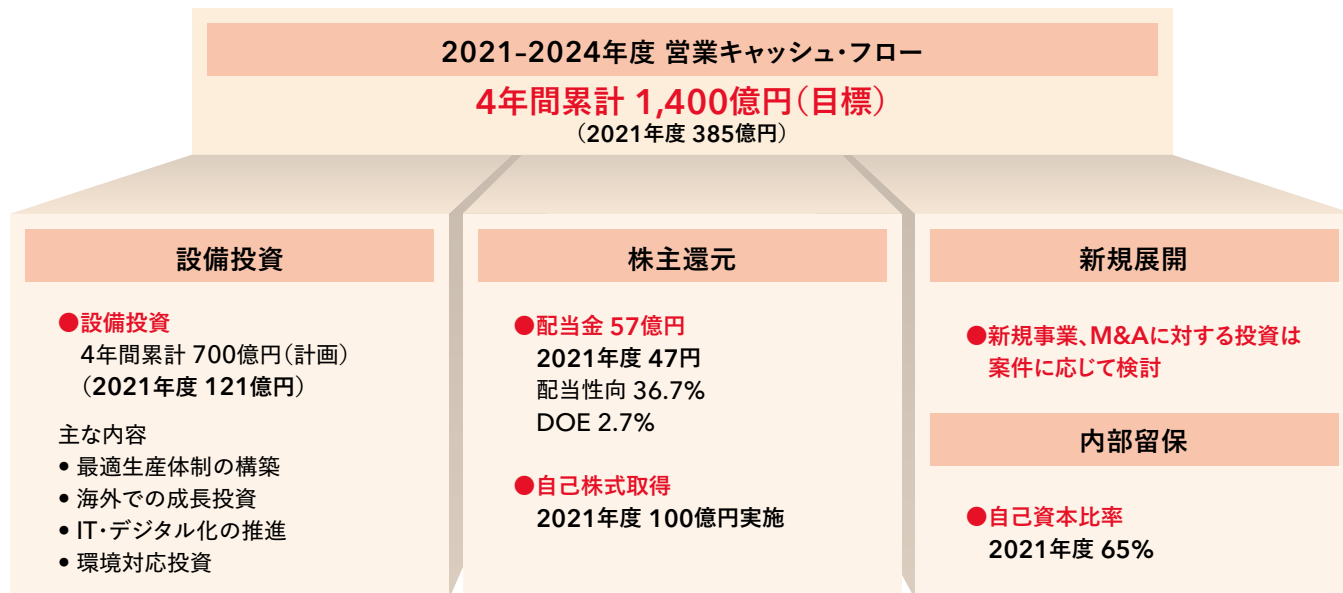 2021–2024年度 営業キャッシュ・フロー
4年間累計 1,400億円(目標)
(2021年度 385億円)
設備投資
●設備投資
4年間累計 700億円(計画)
(2021年度 121億円)
主な内容
• 最適生産体制の構築
• 海外での成長投資
• IT・デジタル化の推進
• 環境対応投資
株主還元
●配当金 57億円
2021年度 47円
配当性向 36.7%
DOE 2.7%
●自己株式取得
2021年度 100億円実施
新規展開
●新規事業、M&Aに対する投資は
案件に応じて検討
内部留保
●自己資本比率
2021年度 65%